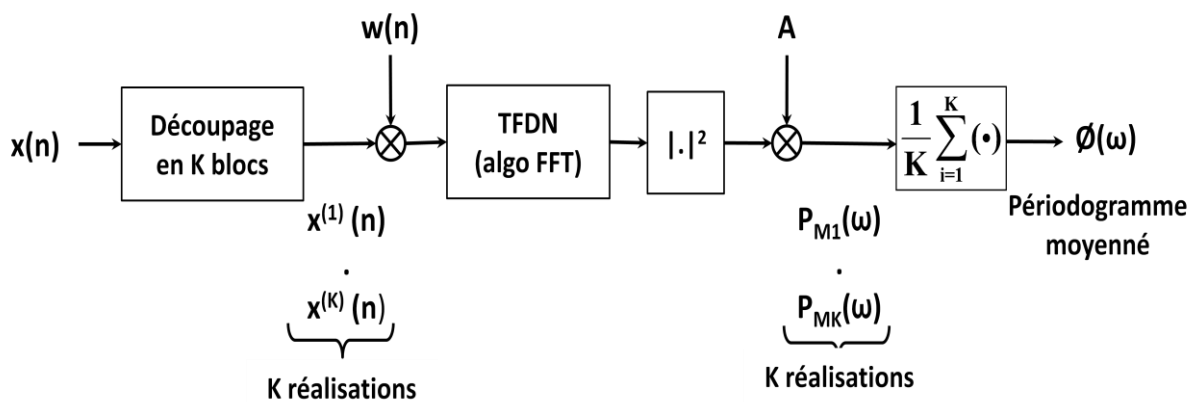 w(n)
A
x(n)
Découpage
en K blocs
TFDN
(algo FFT)
|.|²
1/K ∑ i=1 K (•)
Ø(ω)
Périodogramme
moyenné
x⁽¹⁾ (n)
.
x⁽ᴷ⁾ (n)
K réalisations
P_M1(ω)
.
P_MK(ω)
K réalisations